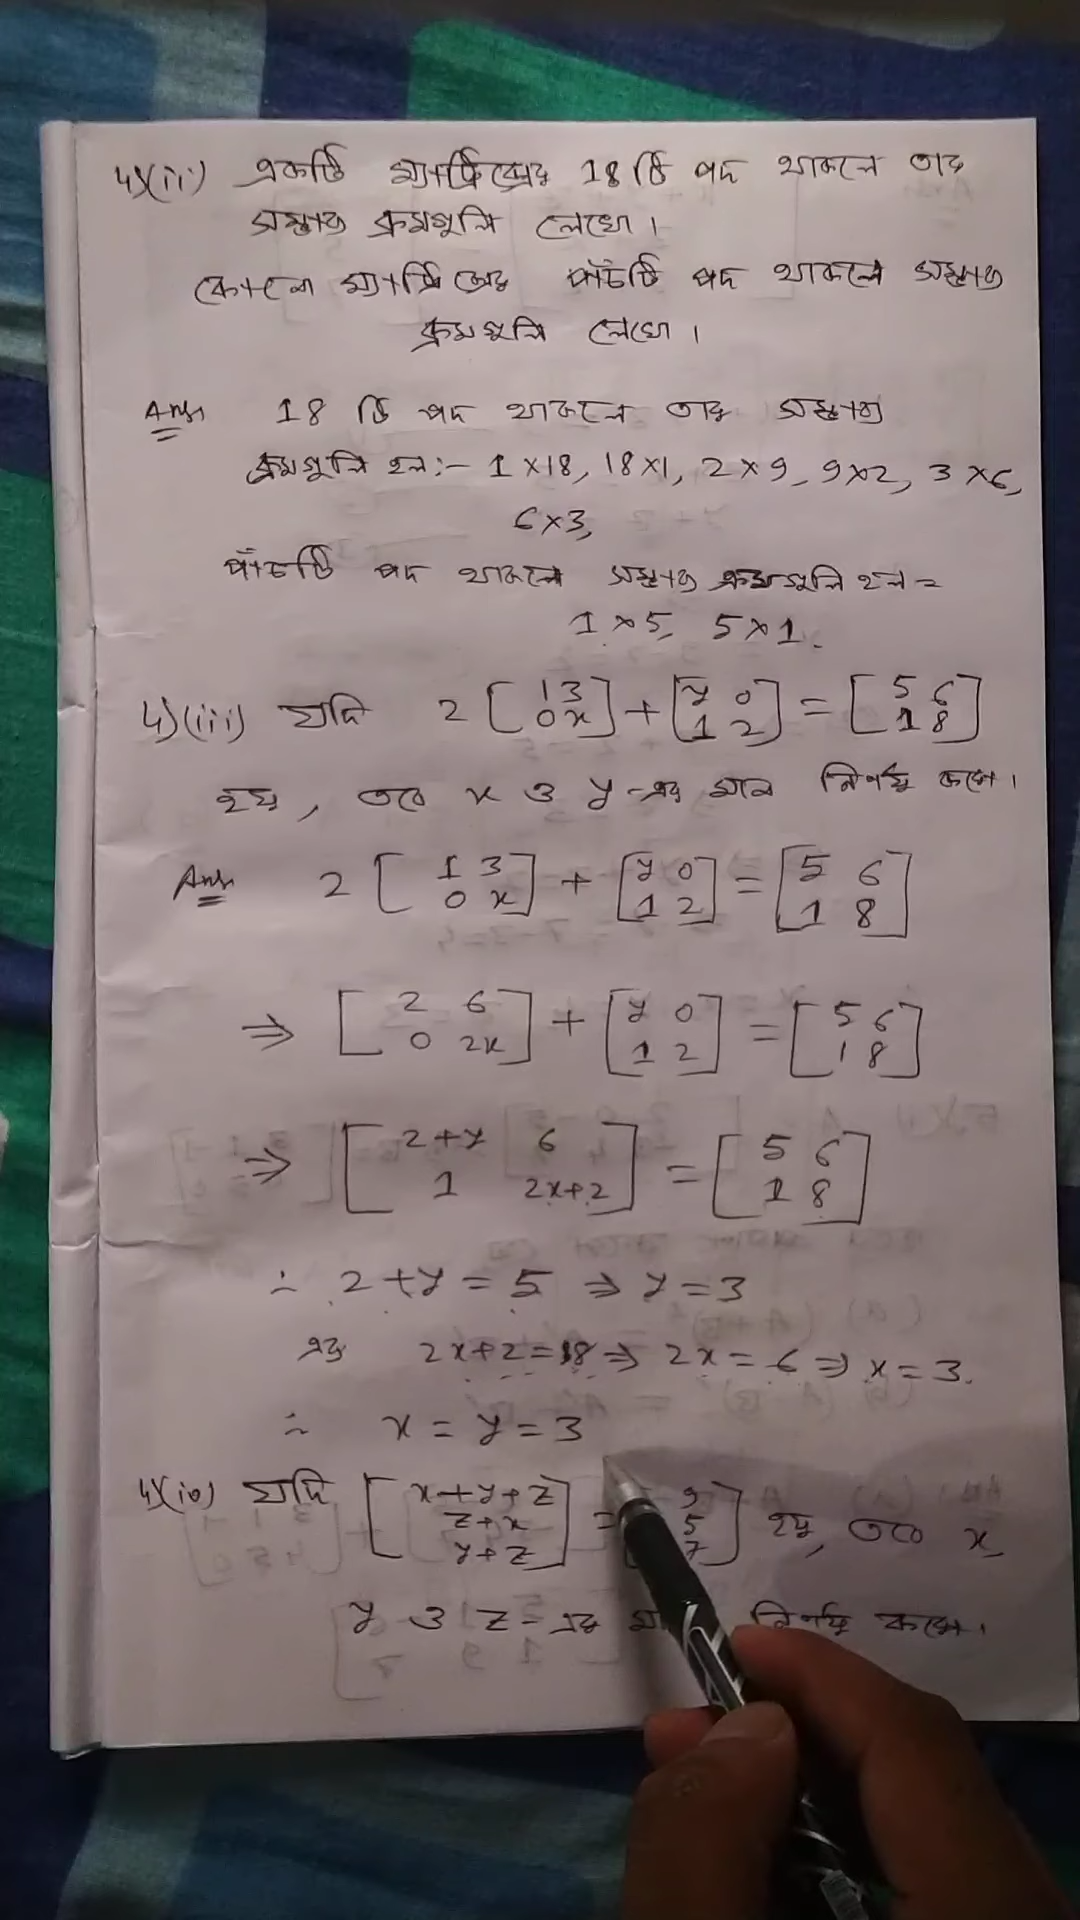 4)(ii) একটি ম্যাট্রিক্সের 18 টি পদ থাকলে তার
সম্ভাব্য ক্রমগুলি লেখো।
কোনো ম্যাট্রিক্সের পাঁচটি পদ থাকলে সম্ভাব্য
ক্রমগুলি লেখো।
Ans 18 টি পদ থাকলে তার সম্ভাব্য
ক্রমগুলি হল:- 1×18, 18×1, 2×9, 9×2, 3×6,
6×3,
পাঁচটি পদ থাকলে সম্ভাব্য ক্রমগুলি হল =
1×5, 5×1.
4)(iii) যদি 2 [1 3 0 x] + [y 0 1 2] = [5 6 1 8]
হয়, তবে x ও y-এর মান নির্ণয় করো।
Ans 2 [1 3 0 x] + [y 0 1 2] = [5 6 1 8]
⇒ [2 6 0 2x] + [y 0 1 2] = [5 6 1 8]
⇒ [2+y 6 1 2x+2] = [5 6 1 8]
∴ 2+y = 5 ⇒ y = 3
এবং 2x+2 = 8 ⇒ 2x = 6 ⇒ x = 3.
∴ x = y = 3
4)(iv) যদি [x+y+z z+x y+z] = [9 5 7] হয়, তবে x,
y ও z-এর নির্ণয় করো।